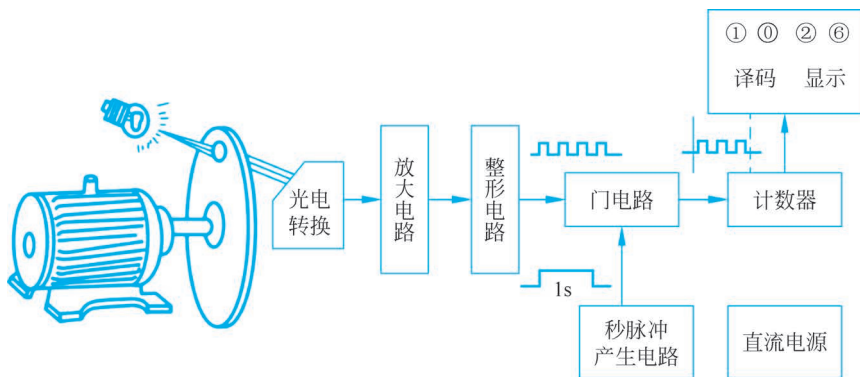 ① ⓪ ② ⑥
译码 显示
光电
转换
放大电路
整形电路
门电路
计数器
1s
秒脉冲
产生电路
直流电源